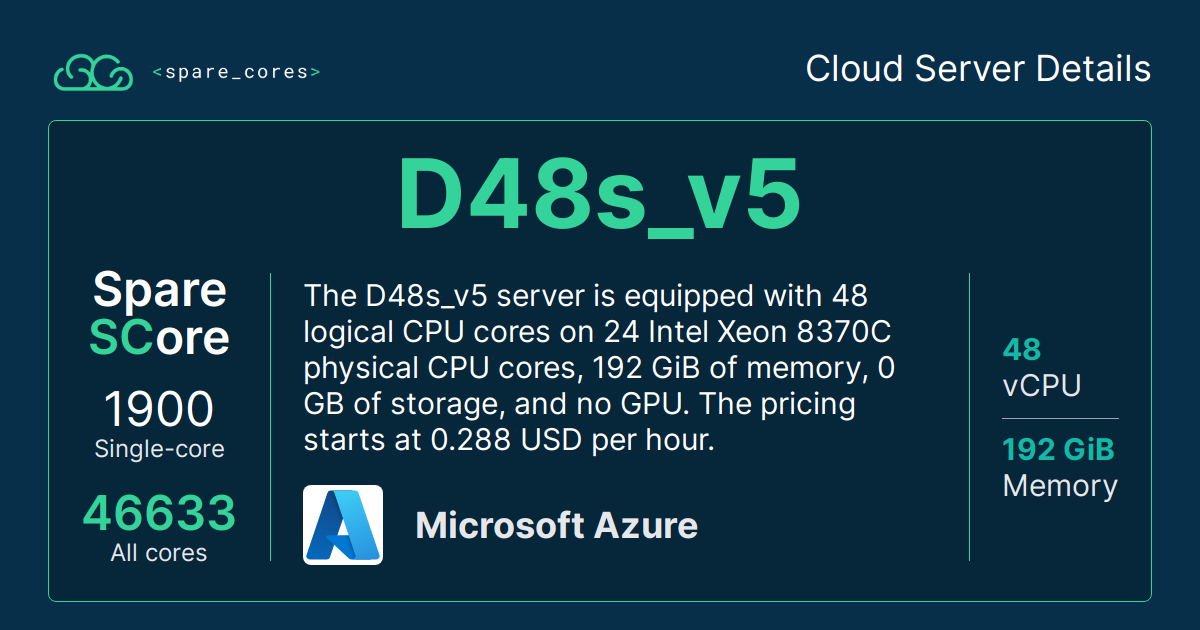 <spare_cores>
Cloud Server Details
D48s_v5
Spare
SCore
1900
Single-core
46633
All cores
The D48s_v5 server is equipped with 48
logical CPU cores on 24 Intel Xeon 8370C
physical CPU cores, 192 GiB of memory, 0
GB of storage, and no GPU. The pricing
starts at 0.288 USD per hour.
Microsoft Azure
48
vCPU
192 GiB
Memory